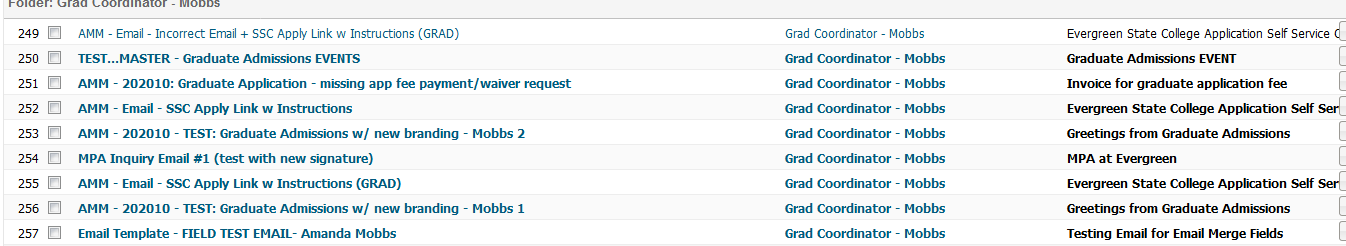 Folder: Grad Coordinator - Mobbs
249 AMM - Email - Incorrect Email + SSC Apply Link w Instructions (GRAD) Grad Coordinator - Mobbs Evergreen State College Application Self Service
250 TEST...MASTER - Graduate Admissions EVENTS Grad Coordinator - Mobbs Graduate Admissions EVENT
251 AMM - 202010: Graduate Application - missing app fee payment/waiver request Grad Coordinator - Mobbs Invoice for graduate application fee
252 AMM - Email - SSC Apply Link w Instructions Grad Coordinator - Mobbs Evergreen State College Application Self Ser
253 AMM - 202010 - TEST: Graduate Admissions w/ new branding - Mobbs 2 Grad Coordinator - Mobbs Greetings from Graduate Admissions
254 MPA Inquiry Email #1 (test with new signature) Grad Coordinator - Mobbs MPA at Evergreen
255 AMM - Email - SSC Apply Link w Instructions (GRAD) Grad Coordinator - Mobbs Evergreen State College Application Self Ser
256 AMM - 202010 - TEST: Graduate Admissions w/ new branding - Mobbs 1 Grad Coordinator - Mobbs Greetings from Graduate Admissions
257 Email Template - FIELD TEST EMAIL- Amanda Mobbs Grad Coordinator - Mobbs Testing Email for Email Merge Fields